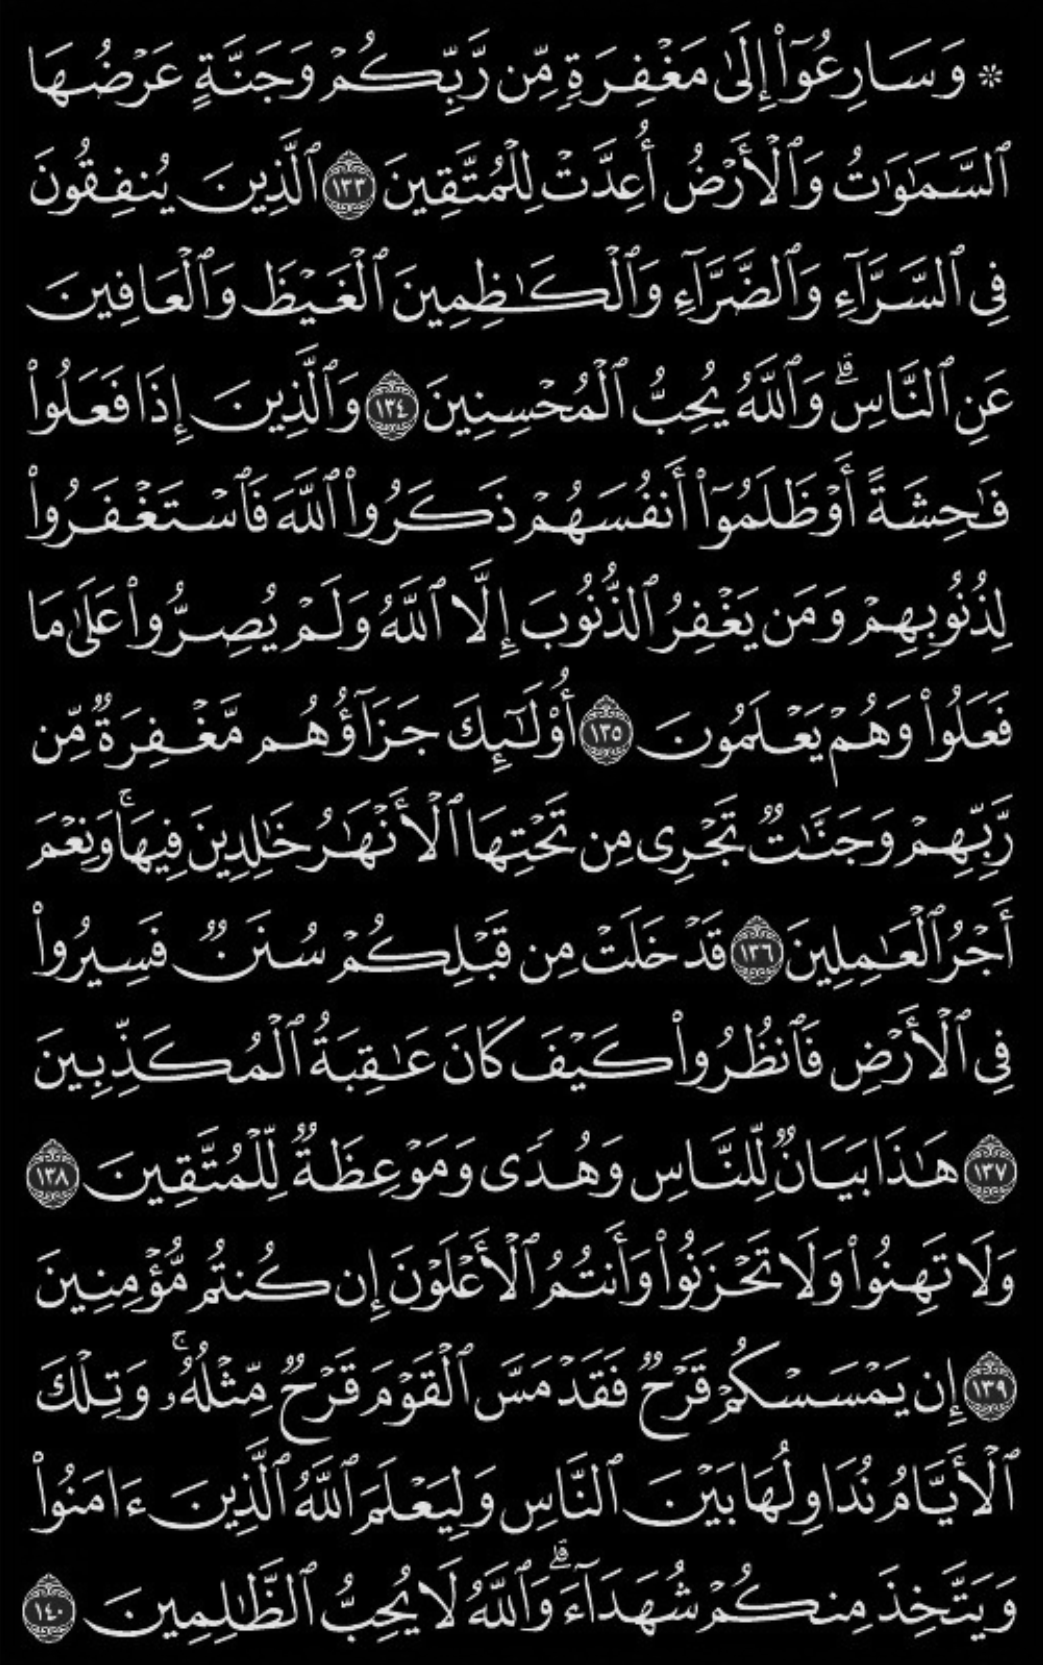 ۞ وَسَارِعُوٓا۟ إِلَىٰ مَغْفِرَةٍ مِّن رَّبِّكُمْ وَجَنَّةٍ عَرْضُهَا
ٱلسَّمَٰوَٰتُ وَٱلْأَرْضُ أُعِدَّتْ لِلْمُتَّقِينَ ١٣٣ ٱلَّذِينَ يُنفِقُونَ
فِى ٱلسَّرَّآءِ وَٱلضَّرَّآءِ وَٱلْكَٰظِمِينَ ٱلْغَيْظَ وَٱلْعَافِينَ
عَنِ ٱلنَّاسِ ۗ وَٱللَّهُ يُحِبُّ ٱلْمُحْسِنِينَ ١٣٤ وَٱلَّذِينَ إِذَا فَعَلُوا۟
فَٰحِشَةً أَوْ ظَلَمُوٓا۟ أَنفُسَهُمْ ذَكَرُوا۟ ٱللَّهَ فَٱسْتَغْفَرُوا۟
لِذُنُوبِهِمْ وَمَن يَغْفِرُ ٱلذُّنُوبَ إِلَّا ٱللَّهُ وَلَمْ يُصِرُّوا۟ عَلَىٰ مَا
فَعَلُوا۟ وَهُمْ يَعْلَمُونَ ١٣٥ أُو۟لَٰٓئِكَ جَزَآؤُهُم مَّغْفِرَةٌ مِّن
رَّبِّهِمْ وَجَنَّٰتٌ تَجْرِى مِن تَحْتِهَا ٱلْأَنْهَٰرُ خَٰلِدِينَ فِيهَا ۚ وَنِعْمَ
أَجْرُ ٱلْعَٰمِلِينَ ١٣٦ قَدْ خَلَتْ مِن قَبْلِكُمْ سُنَنٌ فَسِيرُوا۟
فِى ٱلْأَرْضِ فَٱنظُرُوا۟ كَيْفَ كَانَ عَٰقِبَةُ ٱلْمُكَذِّبِينَ
١٣٧ هَٰذَا بَيَانٌ لِّلنَّاسِ وَهُدًى وَمَوْعِظَةٌ لِّلْمُتَّقِينَ ١٣٨
وَلَا تَهِنُوا۟ وَلَا تَحْزَنُوا۟ وَأَنتُمُ ٱلْأَعْلَوْنَ إِن كُنتُم مُّؤْمِنِينَ
١٣٩ إِن يَمْسَسْكُمْ قَرْحٌ فَقَدْ مَسَّ ٱلْقَوْمَ قَرْحٌ مِّثْلُهُۥ ۚ وَتِلْكَ
ٱلْأَيَّامُ نُدَاوِلُهَا بَيْنَ ٱلنَّاسِ وَلِيَعْلَمَ ٱللَّهُ ٱلَّذِينَ ءَامَنُوا۟
وَيَتَّخِذَ مِنكُمْ شُهَدَآءَ ۗ وَٱللَّهُ لَا يُحِبُّ ٱلظَّٰلِمِينَ ١٤٠